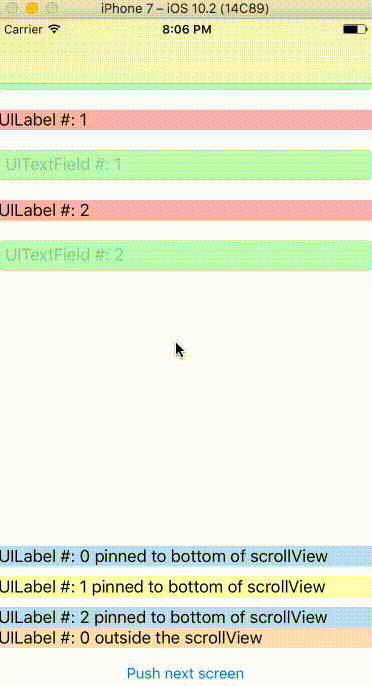 iPhone 7 – iOS 10.2 (14C89)
Carrier 8:06 PM
UILabel #: 1
UITextField #: 1
UILabel #: 2
UITextField #: 2
UILabel #: 0 pinned to bottom of scrollView
UILabel #: 1 pinned to bottom of scrollView
UILabel #: 2 pinned to bottom of scrollView
UILabel #: 0 outside the scrollView
Push next screen